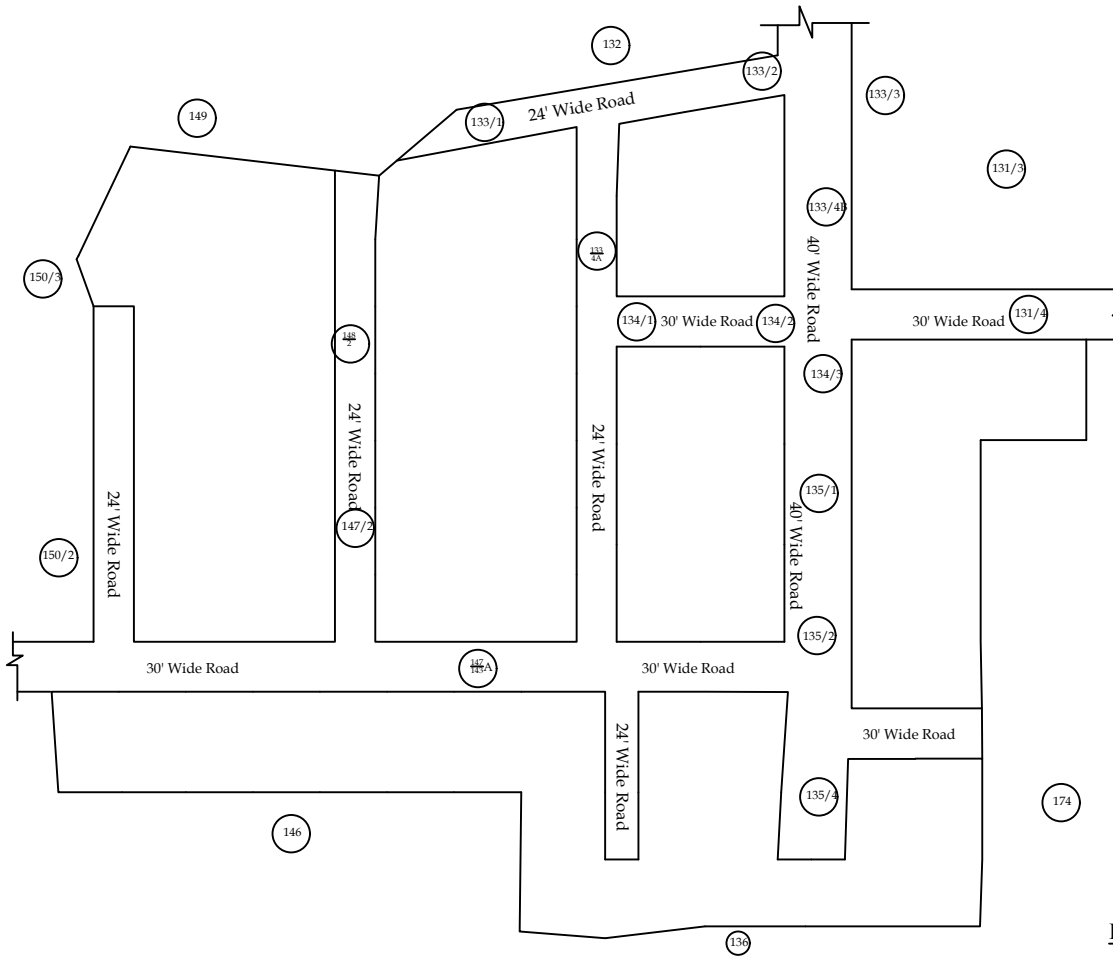 132
133/2
133/3
24' Wide Road
133/1
149
131/3
133/4B
133
4A
40' Wide Road
150/3
134/1
30' Wide Road
134/2
30' Wide Road
131/4
148
2
134/3
24' Wide Road
24' Wide Road
135/1
40' Wide Road
24' Wide Road
147/2
150/2
135/2
30' Wide Road
147
145A
30' Wide Road
24' Wide Road
30' Wide Road
135/4
174
146
136